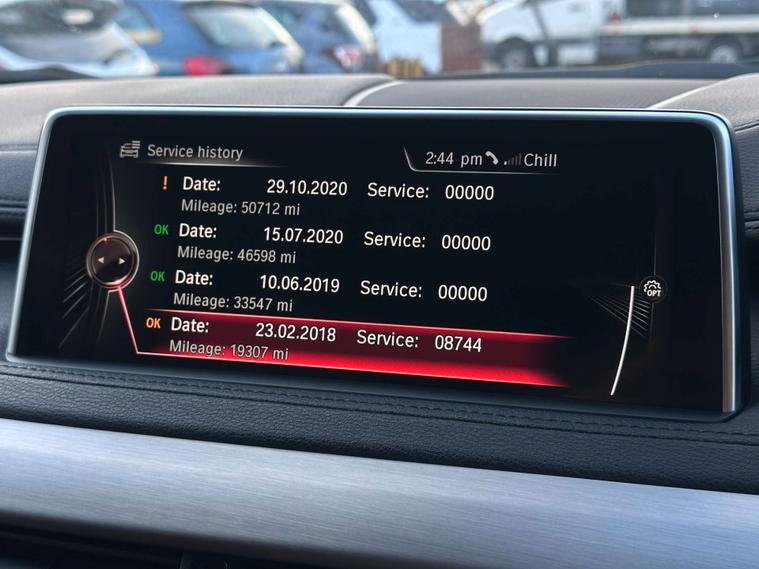 Service history
2:44 pm Chill
! Date: 29.10.2020 Service: 00000
Mileage: 50712 mi
OK Date: 15.07.2020 Service: 00000
Mileage: 46598 mi
OK Date: 10.06.2019 Service: 00000
Mileage: 33547 mi
OPT
OK Date: 23.02.2018 Service: 08744
Mileage: 19307 mi